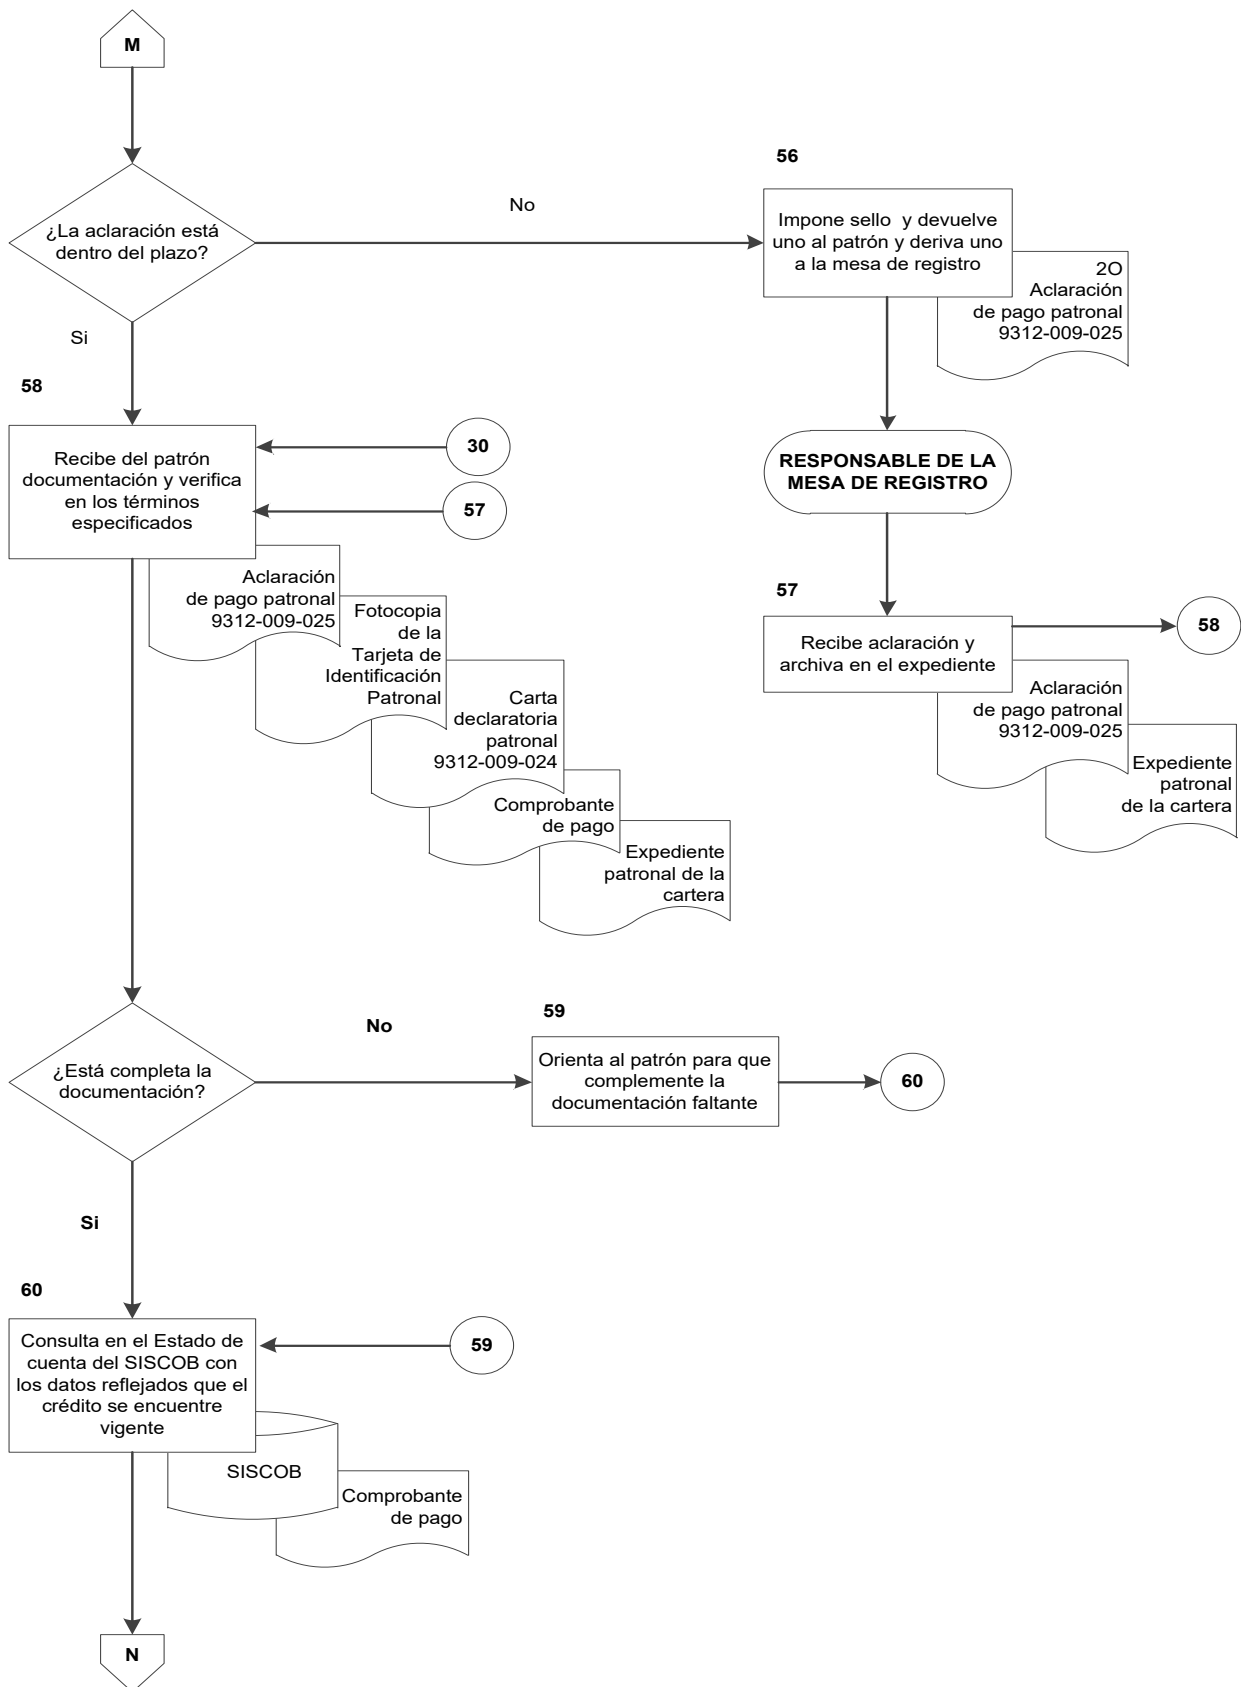 M
¿La aclaración está
dentro del plazo?
No
56
Impone sello y devuelve
uno al patrón y deriva uno
a la mesa de registro
2O
Aclaración
de pago patronal
9312-009-025
Si
58
Recibe del patrón
documentación y verifica
en los términos
especificados
30
57
RESPONSABLE DE LA
MESA DE REGISTRO
Aclaración
de pago patronal
9312-009-025
Fotocopia
de la
Tarjeta de
Identificación
Patronal
Carta
declaratoria
patronal
9312-009-024
Comprobante
de pago
Expediente
patronal de la
cartera
57
Recibe aclaración y
archiva en el expediente
58
Aclaración
de pago patronal
9312-009-025
Expediente
patronal
de la cartera
¿Está completa la
documentación?
No
59
Orienta al patrón para que
complemente la
documentación faltante
60
Si
60
Consulta en el Estado de
cuenta del SISCOB con
los datos reflejados que el
crédito se encuentre
vigente
59
SISCOB
Comprobante
de pago
N